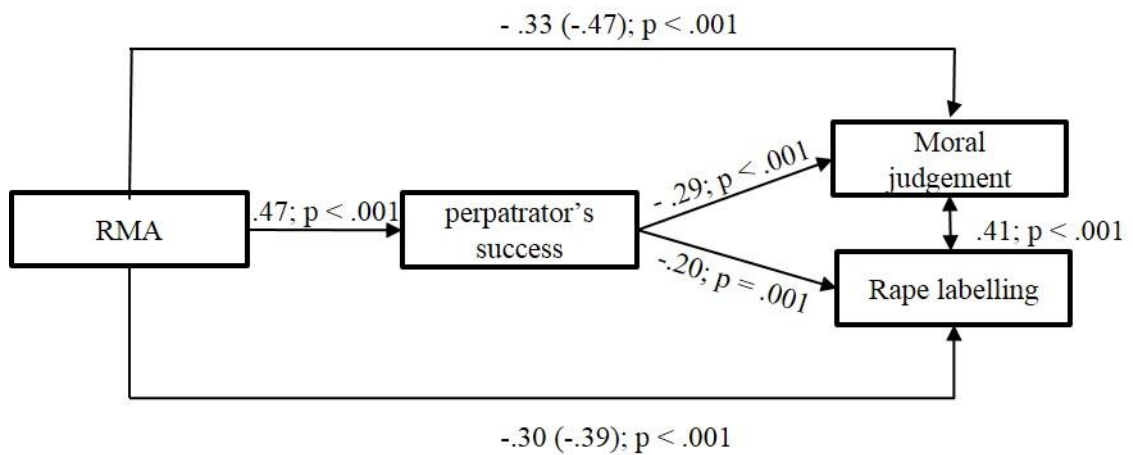 - .33 (-.47); p < .001
Moral
judgement
- .29; p < .001
RMA
.47; p < .001
perpatrator’s
success
.41; p < .001
-.20; p = .001
Rape labelling
-.30 (-.39); p < .001